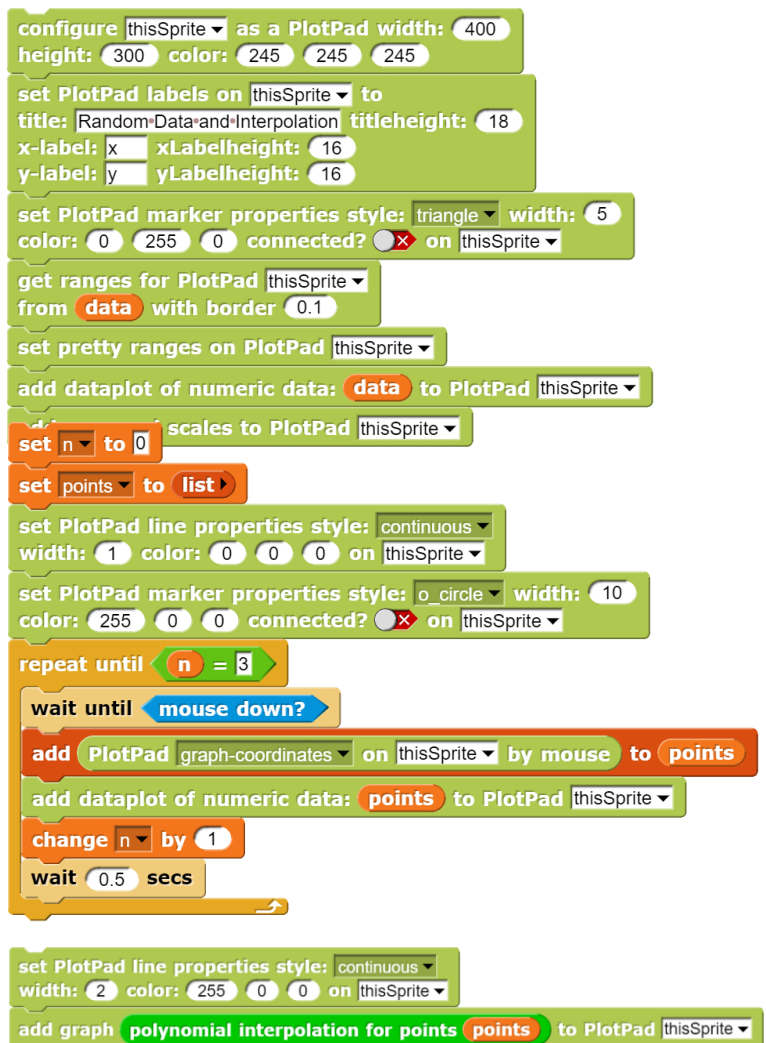 configure thisSprite as a PlotPad width: 400
height: 300 color: 245 245 245
set PlotPad labels on thisSprite to
title: Random Data and Interpolation titleheight: 18
x-label: x xLabelheight: 16
y-label: y yLabelheight: 16
set PlotPad marker properties style: triangle width: 5
color: 0 255 0 connected? on thisSprite
get ranges for PlotPad thisSprite
from data with border 0.1
set pretty ranges on PlotPad thisSprite
add dataplot of numeric data: data to PlotPad thisSprite
scales to PlotPad thisSprite
set n to 0
set points to list
set PlotPad line properties style: continuous
width: 1 color: 0 0 0 on thisSprite
set PlotPad marker properties style: o_circle width: 10
color: 255 0 0 connected? on thisSprite
repeat until n = 3
wait until mouse down?
add PlotPad graph-coordinates on thisSprite by mouse to points
add dataplot of numeric data: points to PlotPad thisSprite
change n by 1
wait 0.5 secs
set PlotPad line properties style: continuous
width: 2 color: 255 0 0 on thisSprite
add graph polynomial interpolation for points points to PlotPad thisSprite